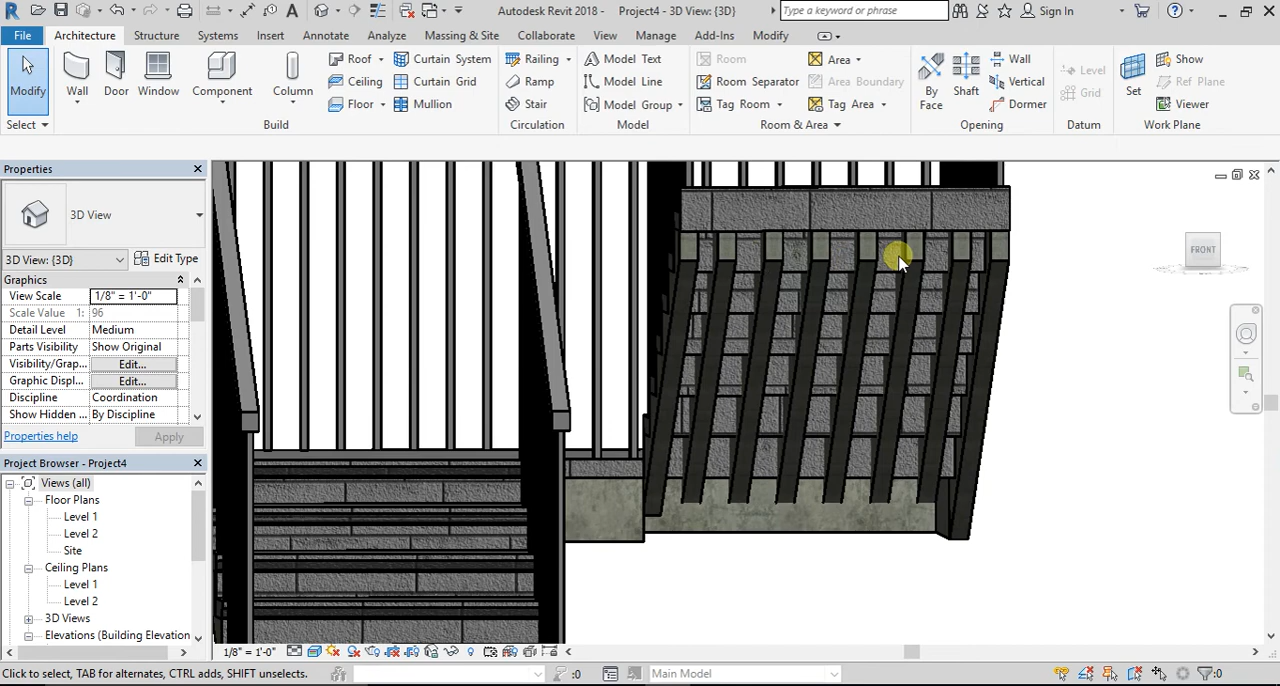 Autodesk Revit 2018 - Project4 - 3D View: {3D}
Type a keyword or phrase
Sign In
File Architecture Structure Systems Insert Annotate Analyze Massing & Site Collaborate View Manage Add-Ins Modify
Modify Wall Door Window Component Column
Roof Curtain System Railing Model Text Room Area Wall Show
Ceiling Curtain Grid Ramp Model Line Room Separator Area Boundary Vertical Level Ref Plane
Floor Mullion Stair Model Group Tag Room Tag Area Dormer Grid Viewer
By Face Shaft Set
Select Build Circulation Model Room & Area Opening Datum Work Plane
Properties
3D View
3D View: {3D} Edit Type
Graphics
View Scale 1/8" = 1'-0"
Scale Value 1: 96
Detail Level Medium
Parts Visibility Show Original
Visibility/Grap... Edit...
Graphic Displ... Edit...
Discipline Coordination
Show Hidden ... By Discipline
Properties help Apply
Project Browser - Project4
Views (all)
Floor Plans
Level 1
Level 2
Site
Ceiling Plans
Level 1
Level 2
3D Views
Elevations (Building Elevation
FRONT
1/8" = 1'-0"
Click to select, TAB for alternates, CTRL adds, SHIFT unselects.
:0
Main Model
:0